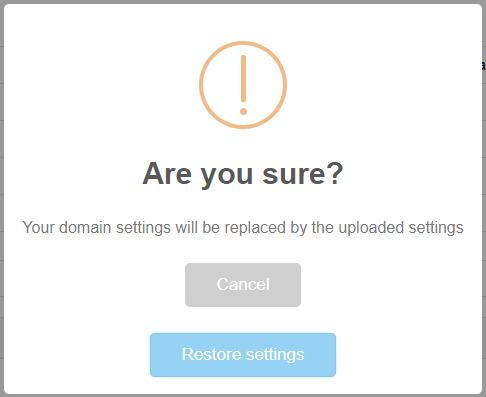 Are you sure?
Your domain settings will be replaced by the uploaded settings
Cancel
Restore settings